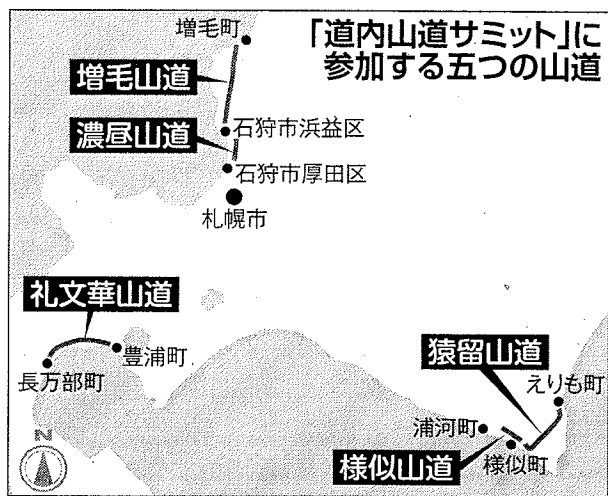 「道内山道サミット」に
参加する五つの山道
増毛町
増毛山道
石狩市浜益区
濃昼山道
石狩市厚田区
札幌市
礼文華山道
豊浦町
長万部町
猿留山道
えりも町
浦河町
様似町
様似山道
N